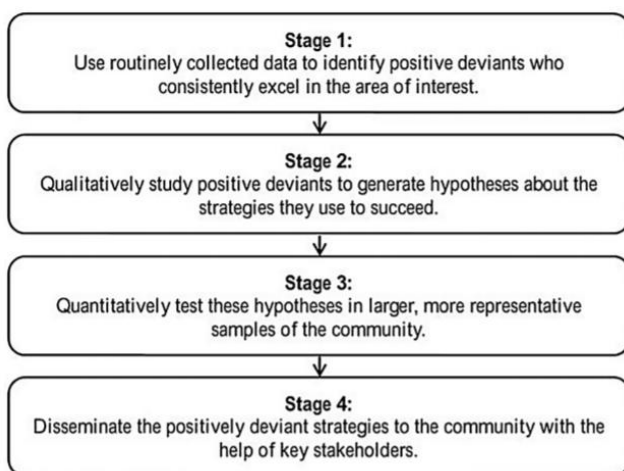 Stage 1:
Use routinely collected data to identify positive deviants who
consistently excel in the area of interest.
Stage 2:
Qualitatively study positive deviants to generate hypotheses about the
strategies they use to succeed.
Stage 3:
Quantitatively test these hypotheses in larger, more representative
samples of the community.
Stage 4:
Disseminate the positively deviant strategies to the community with the
help of key stakeholders.